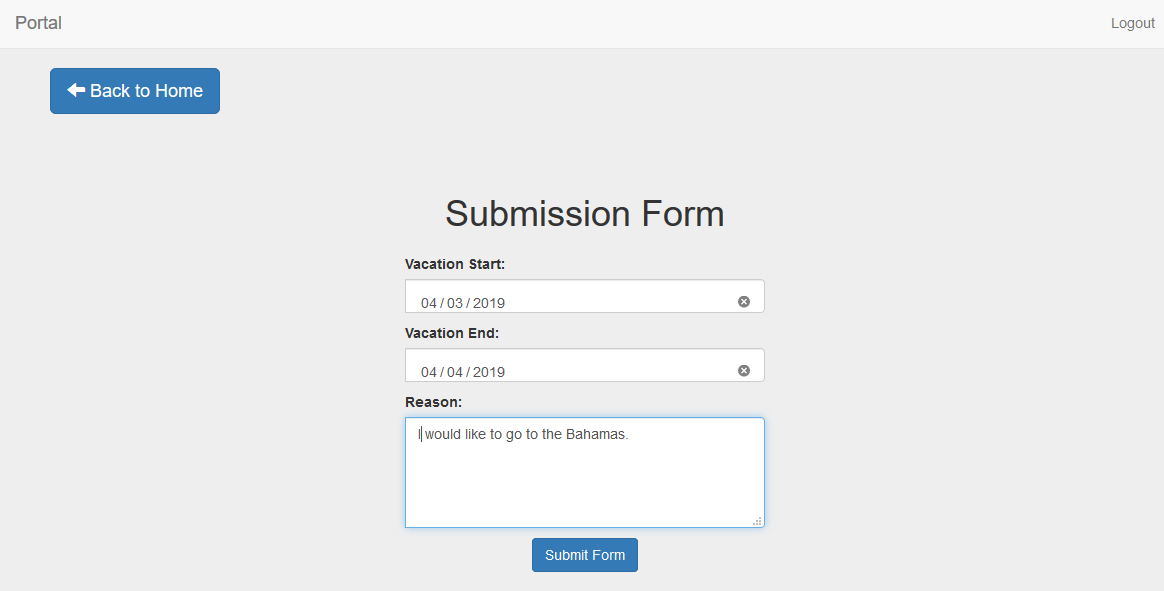 Portal
Logout
Back to Home
Submission Form
Vacation Start:
04 / 03 / 2019
Vacation End:
04 / 04 / 2019
Reason:
I would like to go to the Bahamas.
Submit Form